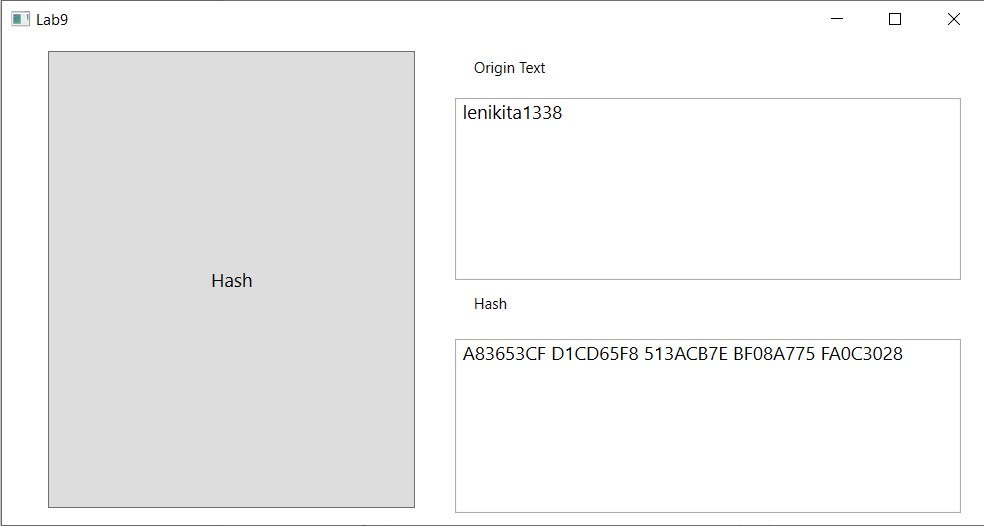 Lab9
Hash
Origin Text
lenikita1338
Hash
A83653CF D1CD65F8 513ACB7E BF08A775 FA0C3028